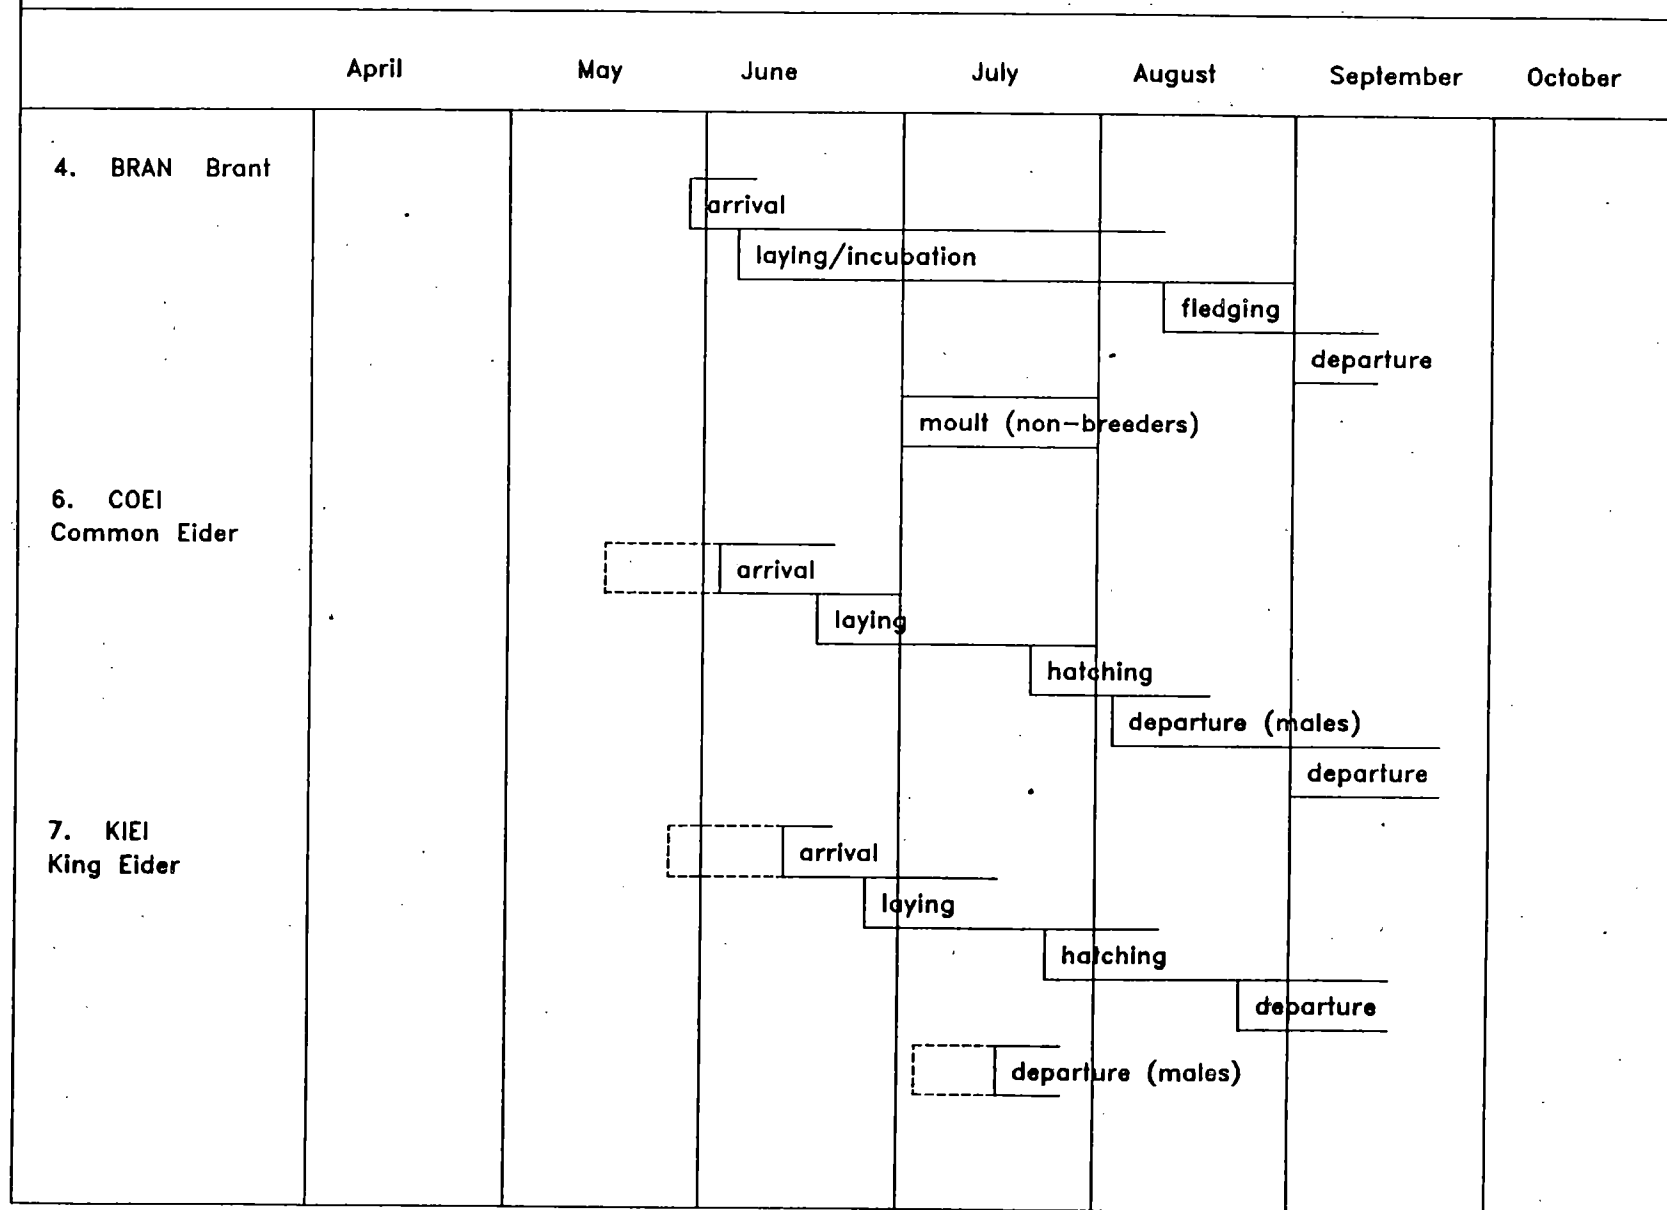 April May June July August September October
4. BRAN Brant
arrival
laying/incubation
fledging
departure
moult (non-breeders)
6. COEI
Common Eider
arrival
laying
hatching
departure (males)
departure
7. KIEI
King Eider
arrival
laying
hatching
departure
departure (males)